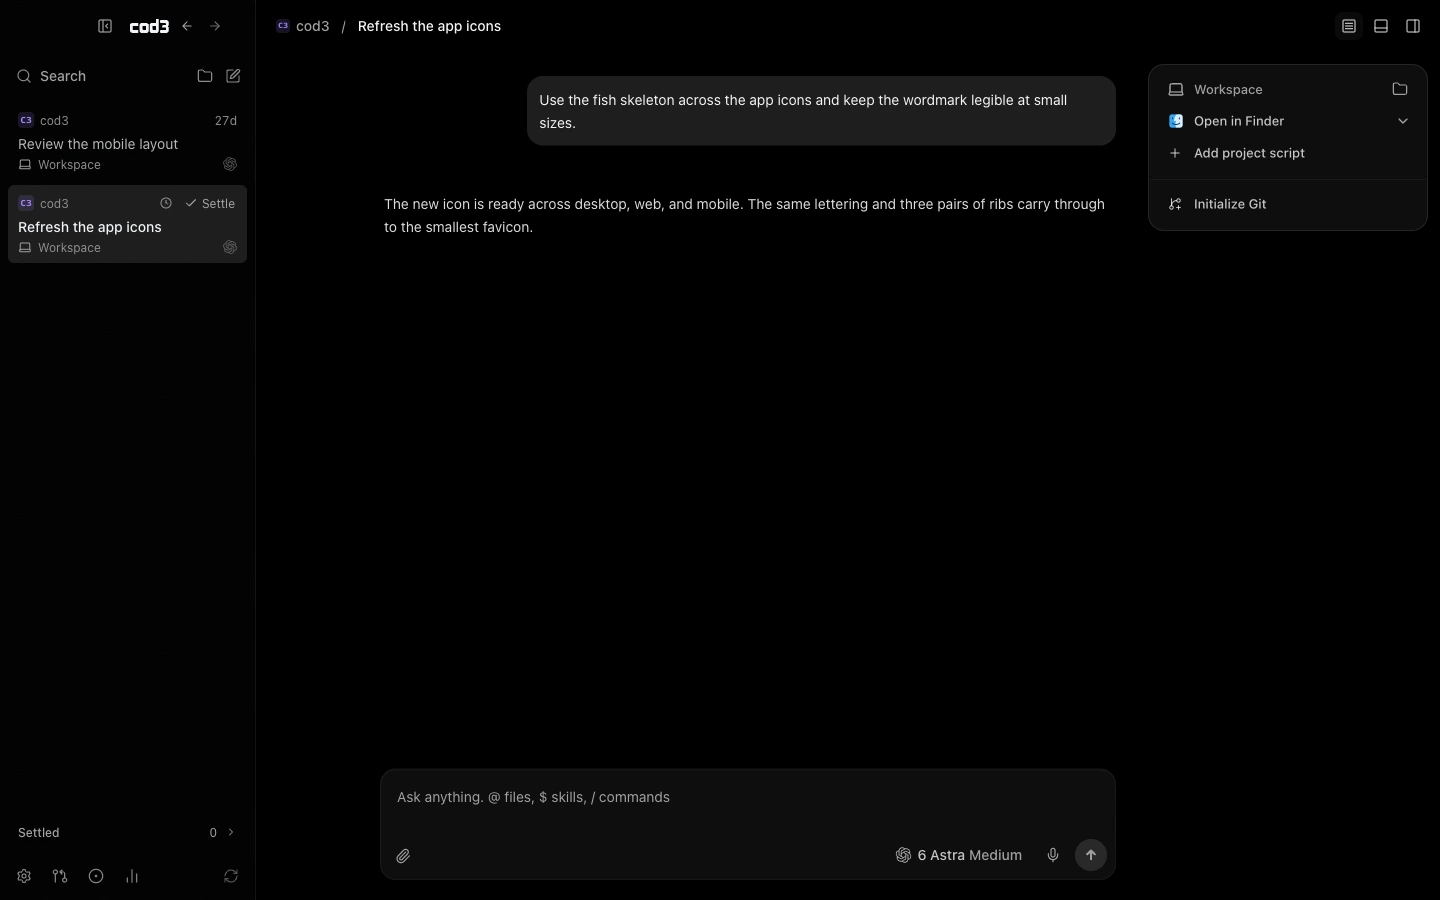 cod3
Search
C3 cod3 27d
Review the mobile layout
Workspace
C3 cod3 Settle
Refresh the app icons
Workspace
Settled 0
C3 cod3 / Refresh the app icons
Use the fish skeleton across the app icons and keep the wordmark legible at small
sizes.
The new icon is ready across desktop, web, and mobile. The same lettering and three pairs of ribs carry through
to the smallest favicon.
Ask anything. @ files, $ skills, / commands
6 Astra Medium
Workspace
Open in Finder
Add project script
Initialize Git